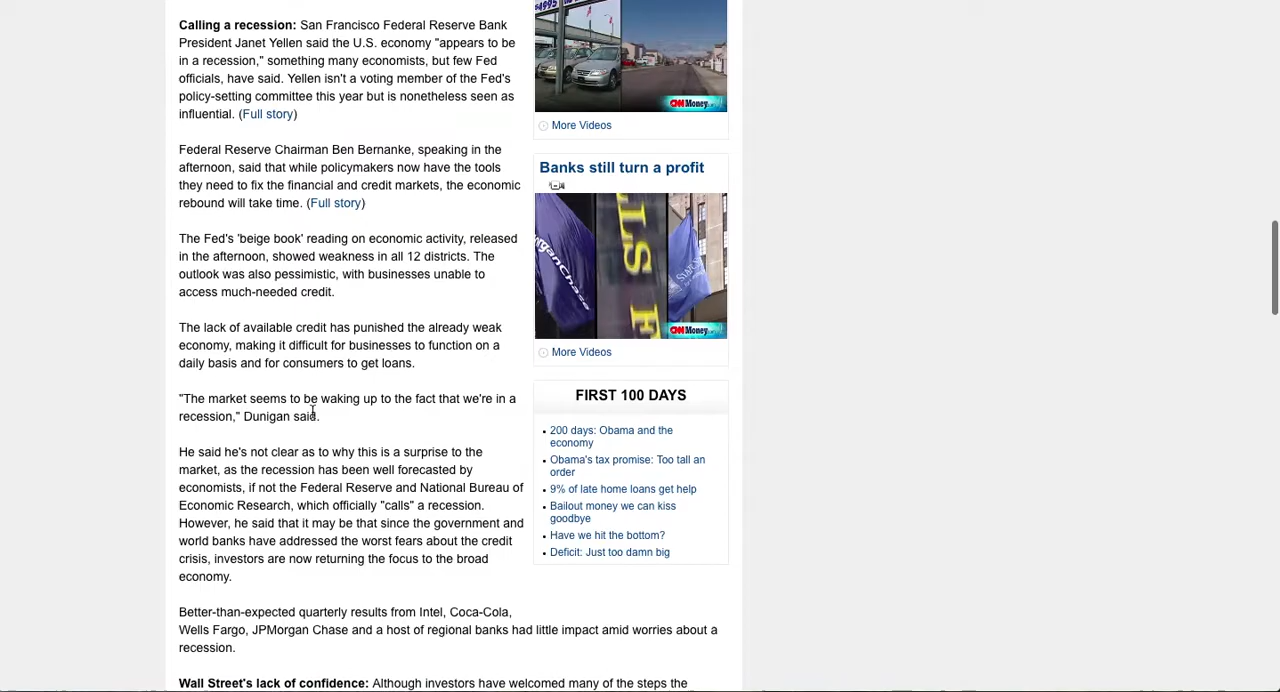 $4995
Calling a recession: San Francisco Federal Reserve Bank
President Janet Yellen said the U.S. economy "appears to be
in a recession," something many economists, but few Fed
officials, have said. Yellen isn't a voting member of the Fed's
policy-setting committee this year but is nonetheless seen as
influential. (Full story)
Federal Reserve Chairman Ben Bernanke, speaking in the
afternoon, said that while policymakers now have the tools
they need to fix the financial and credit markets, the economic
rebound will take time. (Full story)
The Fed's 'beige book' reading on economic activity, released
in the afternoon, showed weakness in all 12 districts. The
outlook was also pessimistic, with businesses unable to
access much-needed credit.
The lack of available credit has punished the already weak
economy, making it difficult for businesses to function on a
daily basis and for consumers to get loans.
"The market seems to be waking up to the fact that we're in a
recession," Dunigan said.
He said he's not clear as to why this is a surprise to the
market, as the recession has been well forecasted by
economists, if not the Federal Reserve and National Bureau of
Economic Research, which officially "calls" a recession.
However, he said that it may be that since the government and
world banks have addressed the worst fears about the credit
crisis, investors are now returning the focus to the broad
economy.
Better-than-expected quarterly results from Intel, Coca-Cola,
Wells Fargo, JPMorgan Chase and a host of regional banks had little impact amid worries about a
recession.
Wall Street's lack of confidence: Although investors have welcomed many of the steps the
CNNMoney
More Videos
Banks still turn a profit
rganChase
LLS F
CNNMoney
More Videos
FIRST 100 DAYS
200 days: Obama and the
economy
Obama's tax promise: Too tall an
order
9% of late home loans get help
Bailout money we can kiss
goodbye
Have we hit the bottom?
Deficit: Just too damn big